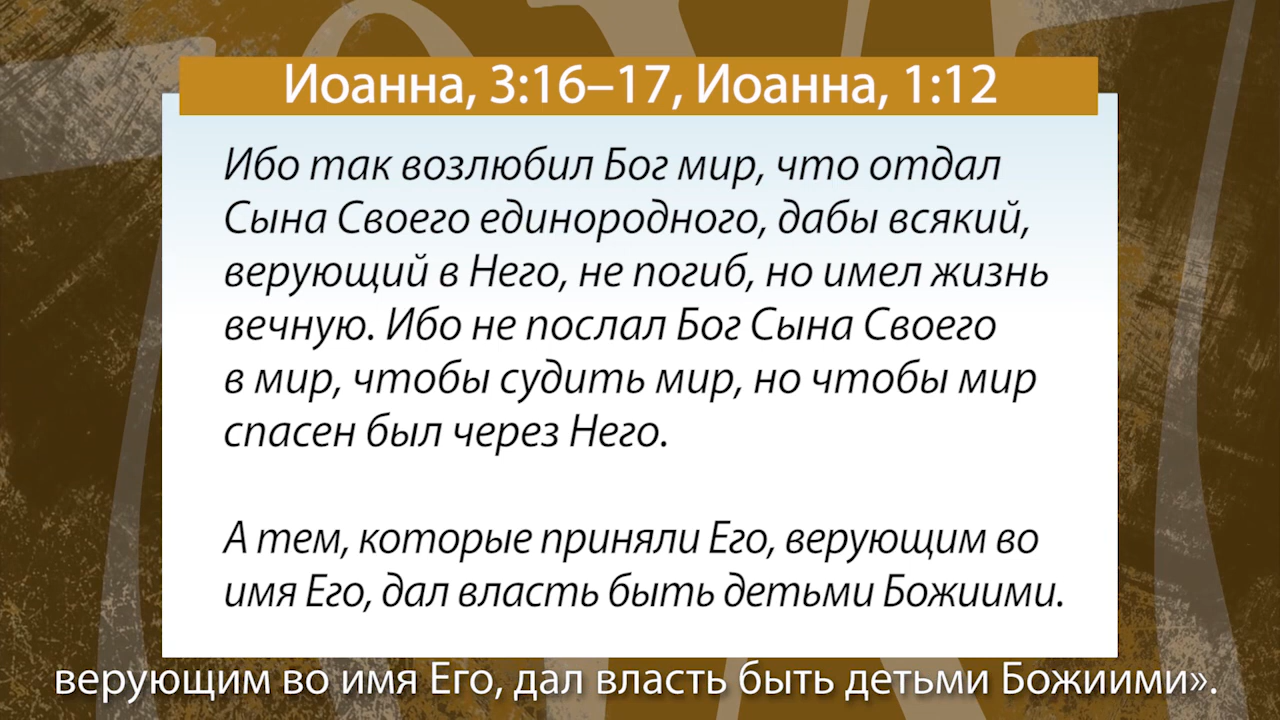 Иоанна, 3:16–17, Иоанна, 1:12
Ибо так возлюбил Бог мир, что отдал
Сына Своего единородного, дабы всякий,
верующий в Него, не погиб, но имел жизнь
вечную. Ибо не послал Бог Сына Своего
в мир, чтобы судить мир, но чтобы мир
спасен был через Него.
А тем, которые приняли Его, верующим во
имя Его, дал власть быть детьми Божиими.
верующим во имя Его, дал власть быть детьми Божиими».